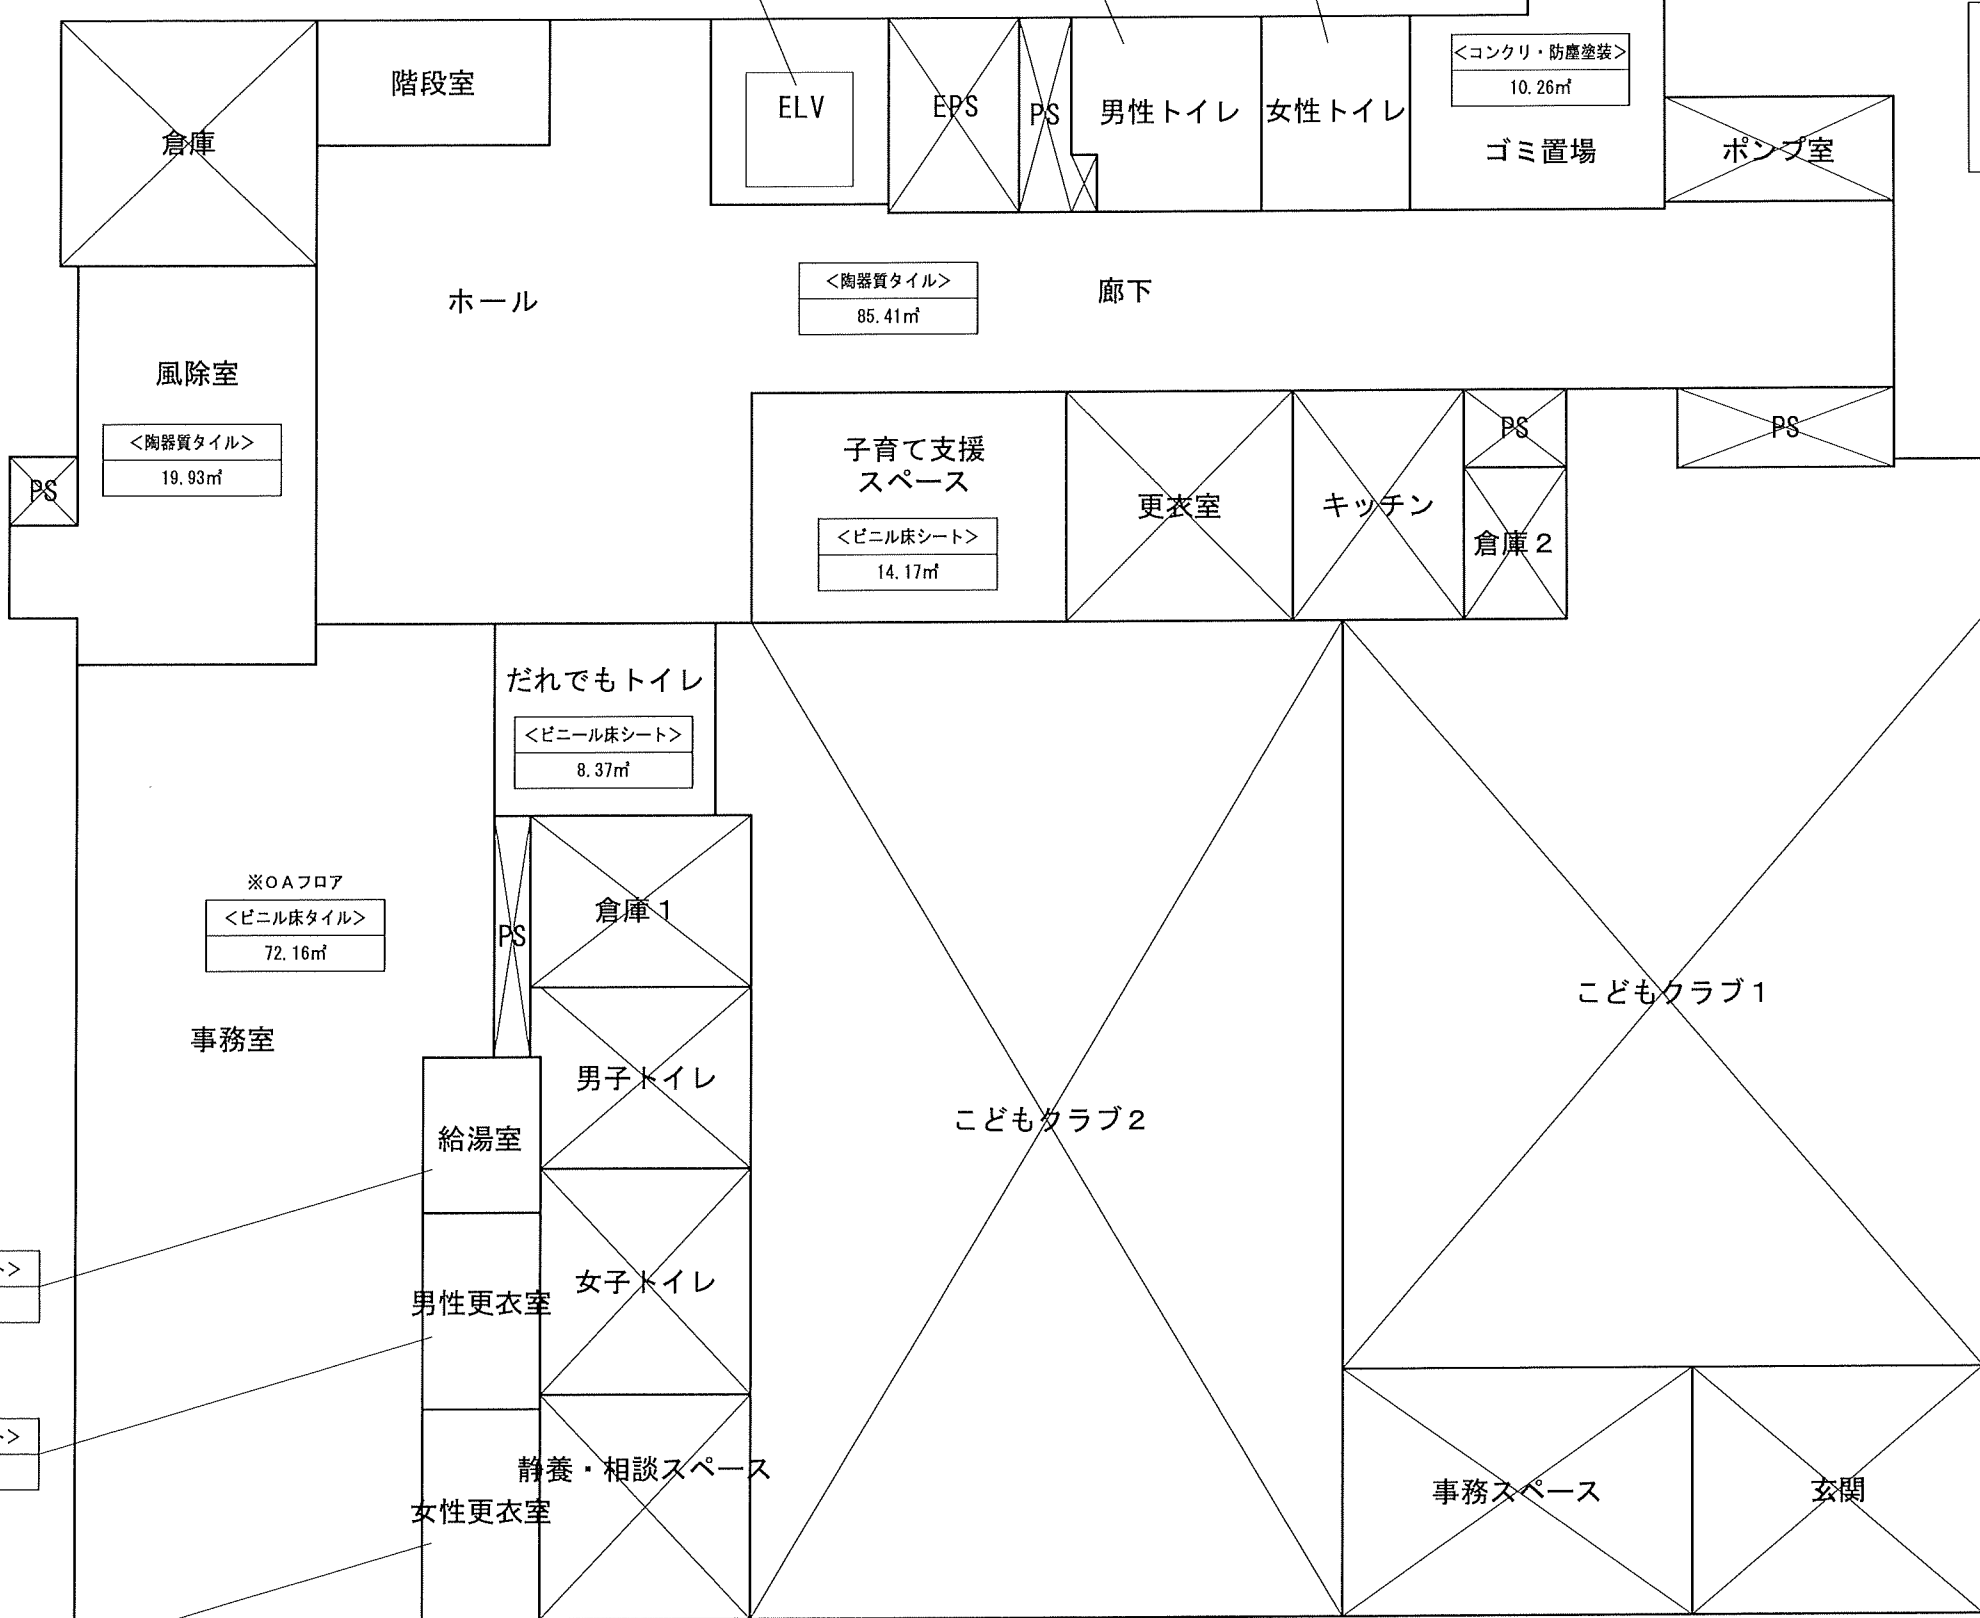 <コンクリ・防塵塗装>
10.26㎡
階段室
ELV
EPS
PS
男性トイレ
女性トイレ
ゴミ置場
ポンプ室
倉庫
ホール
<陶器質タイル>
85.41㎡
廊下
風除室
<陶器質タイル>
19.93㎡
PS
子育て支援
スペース
<ビニル床シート>
14.17㎡
更衣室
キッチン
PS
倉庫2
PS
だれでもトイレ
<ビニール床シート>
8.37㎡
※OAフロア
<ビニル床タイル>
72.16㎡
事務室
PS
倉庫1
男子トイレ
給湯室
女子トイレ
男性更衣室
静養・相談スペース
女性更衣室
こどもクラブ2
こどもクラブ1
事務スペース
玄関